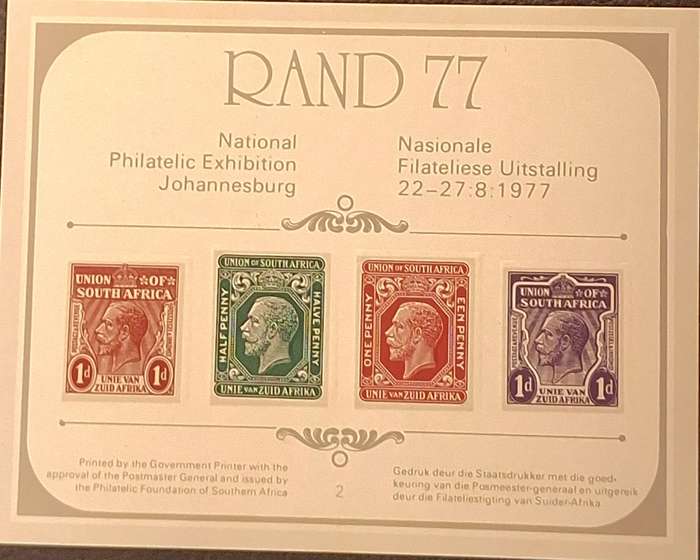 RAND 77
National
Philatelic Exhibition
Johannesburg
Nasionale
Filateliese Uitstalling
22-27:8:1977
UNION OF
SOUTH AFRICA
1d 1d
UNIE VAN
ZUID AFRIKA
UNION OF SOUTH AFRICA
HALF PENNY
HALVE PENNY
UNIE VAN ZUID AFRIKA
UNION OF SOUTH AFRICA
ONE PENNY
EEN PENNY
UNIE VAN ZUID AFRIKA
UNION OF
SOUTH AFRICA
1d 1d
UNIE VAN
ZUID AFRIKA
Printed by the Government Printer with the
approval of the Postmaster General and issued by
the Philatelic Foundation of Southern Africa
2
Gedruk deur die Staatsdrukker met die goed-
keuring van die Posmeester-generaal en uitgereik
deur die Filateliestigting van Suider-Afrika